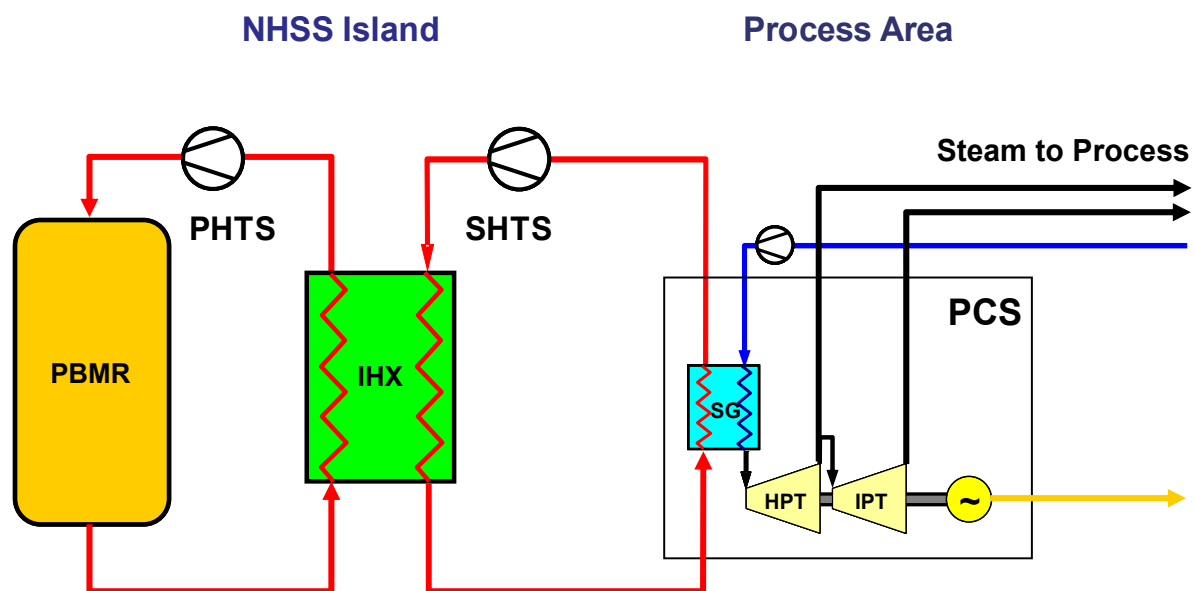 NHSS Island
Process Area
Steam to Process
PHTS
SHTS
PCS
PBMR
IHX
SG
HPT
IPT
~